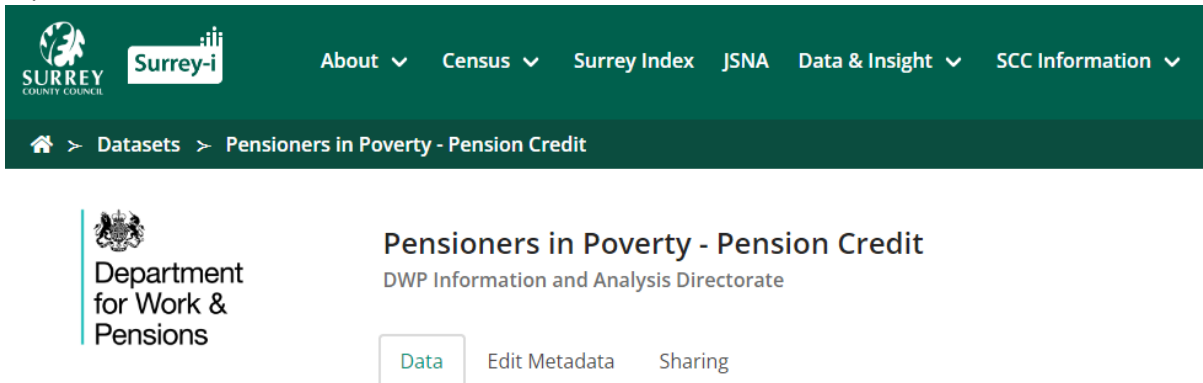 SURREY
COUNTY COUNCIL
Surrey-i
About
Census
Surrey Index
JSNA
Data & Insight
SCC Information
> Datasets > Pensioners in Poverty - Pension Credit
Department
for Work &
Pensions
Pensioners in Poverty - Pension Credit
DWP Information and Analysis Directorate
Data
Edit Metadata
Sharing